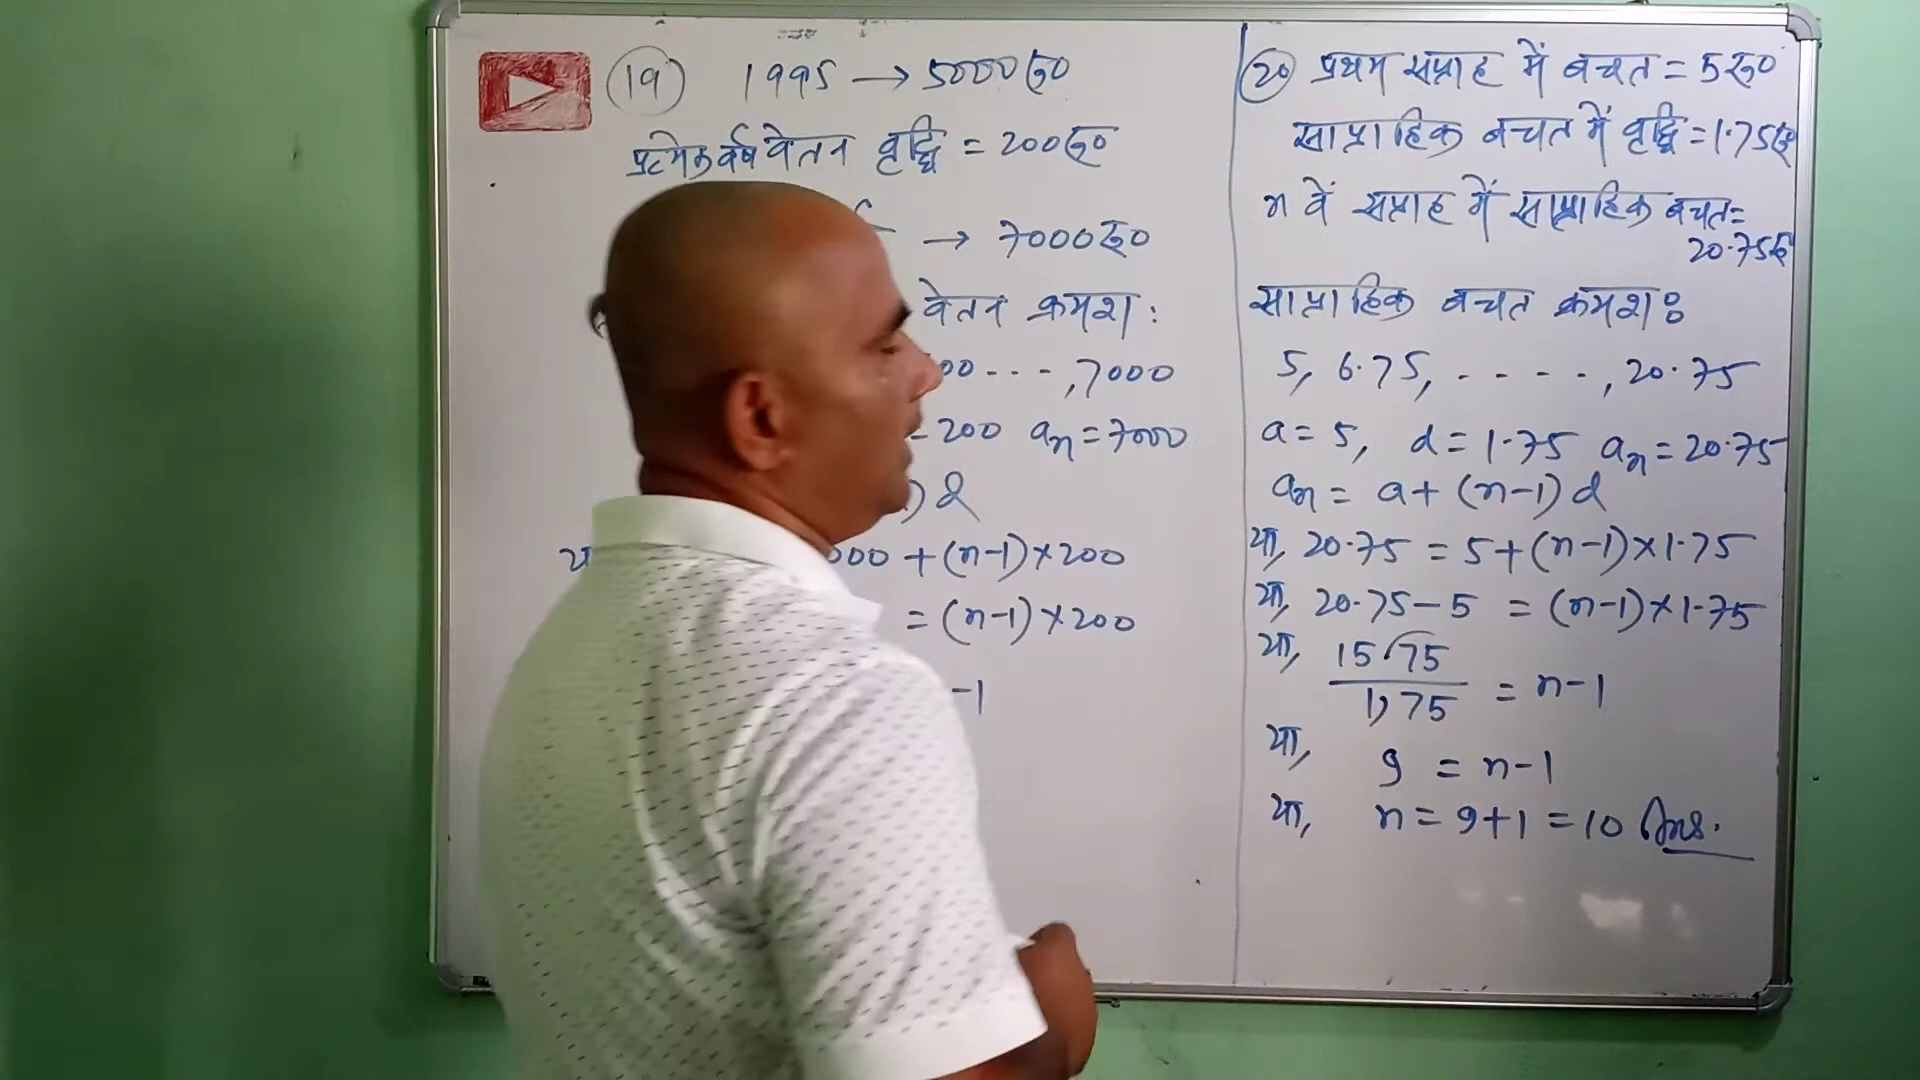 (19) 1995 → 5000रू0
प्रत्येक वर्ष वेतन वृद्धि = 200रू0
→ 7000रू0
वेतन क्रमश:
00 - - - , 7000
= 200 an = 7000
) d
या 000 + (n-1)×200
= (n-1)×200
-1
(20) प्रथम सप्ताह में बचत = 5रू0
साप्ताहिक बचत में वृद्धि = 1.75रू
n वें सप्ताह में साप्ताहिक बचत =
20.75रू
साप्ताहिक बचत क्रमश:
5, 6.75, - - - - , 20.75
a = 5, d = 1.75 an = 20.75
an = a + (n-1) d
या, 20.75 = 5 + (n-1)×1.75
या, 20.75 - 5 = (n-1)×1.75
या, 15.75 / 1.75 = n-1
या, 9 = n-1
या, n = 9+1 = 10 Ans.